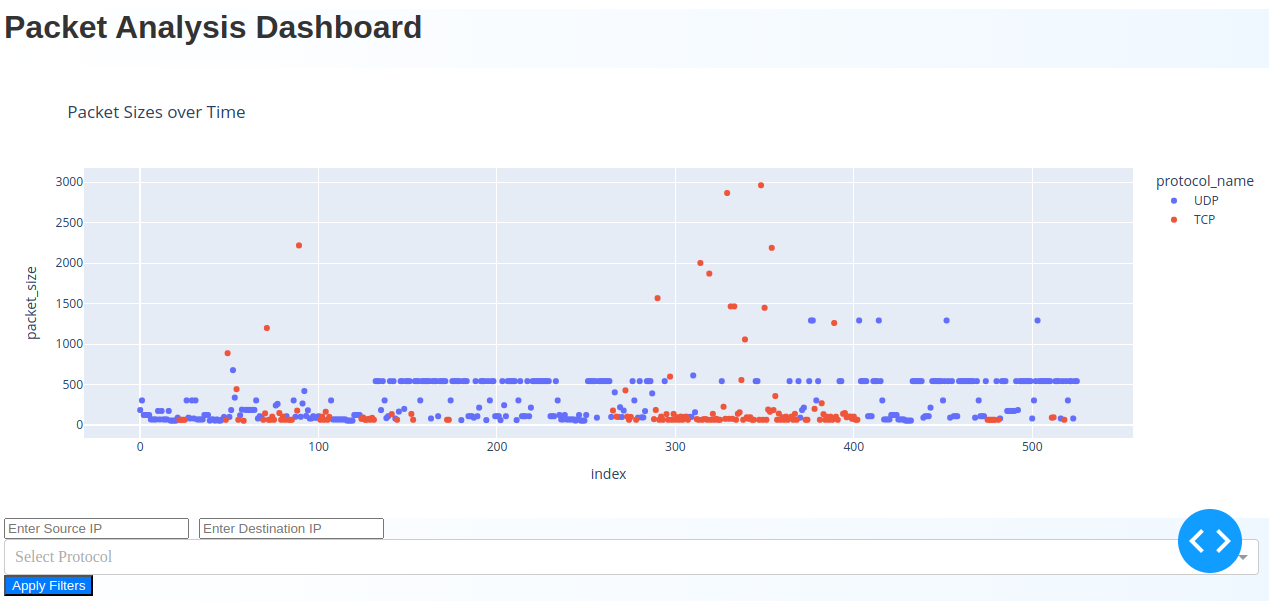 Packet Analysis Dashboard
Packet Sizes over Time
3000
2500
2000
1500
1000
500
0
packet_size
0 100 200 300 400 500
index
protocol_name
UDP
TCP
Enter Source IP Enter Destination IP
Select Protocol
Apply Filters